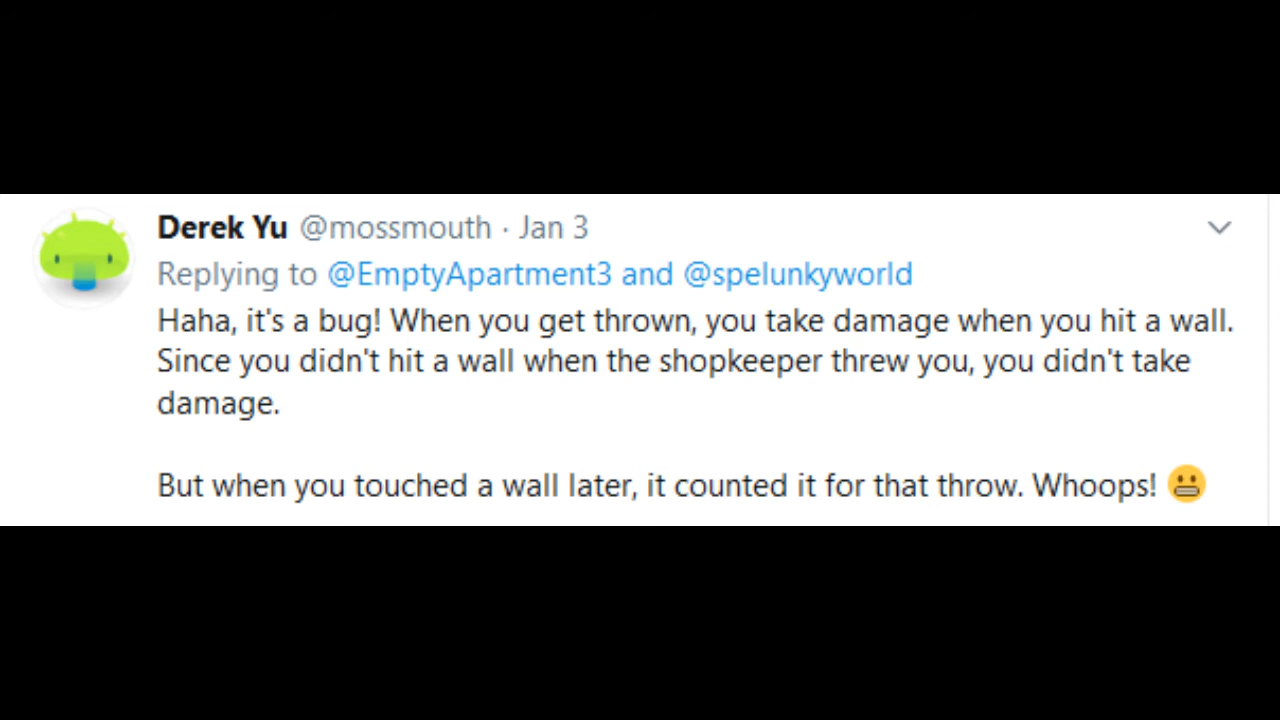 Derek Yu @mossmouth · Jan 3
Replying to @EmptyApartment3 and @spelunkyworld
Haha, it's a bug! When you get thrown, you take damage when you hit a wall.
Since you didn't hit a wall when the shopkeeper threw you, you didn't take
damage.
But when you touched a wall later, it counted it for that throw. Whoops! 😬